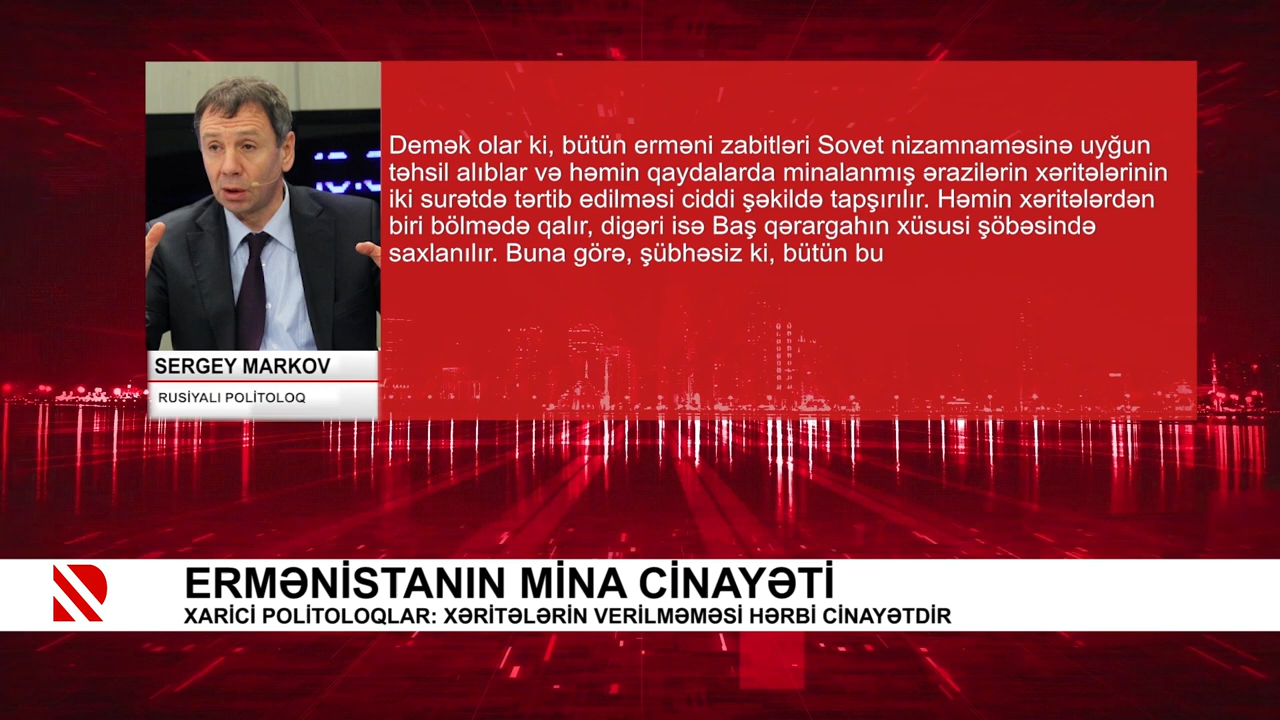 Demək olar ki, bütün erməni zabitləri Sovet nizamnaməsinə uyğun
təhsil alıblar və həmin qaydalarda minalanmış ərazilərin xəritələrinin
iki surətdə tərtib edilməsi ciddi şəkildə tapşırılır. Həmin xəritələrdən
biri bölmədə qalır, digəri isə Baş qərargahın xüsusi şöbəsində
saxlanılır. Buna görə, şübhəsiz ki, bütün bu
SERGEY MARKOV
RUSİYALI POLİTOLOQ
ERMƏNİSTANIN MİNA CİNAYƏTİ
XARİCİ POLİTOLOQLAR: XƏRİTƏLƏRİN VERİLMƏMƏSİ HƏRBİ CİNAYƏTDİR